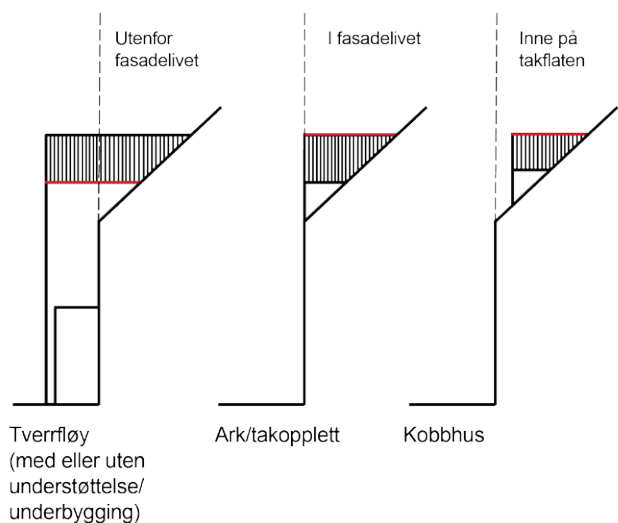 Utenfor
fasadelivet
I fasadelivet
Inne på
takflaten
Tverrfløy
(med eller uten
understøttelse/
underbygging)
Ark/takopplett
Kobbhus